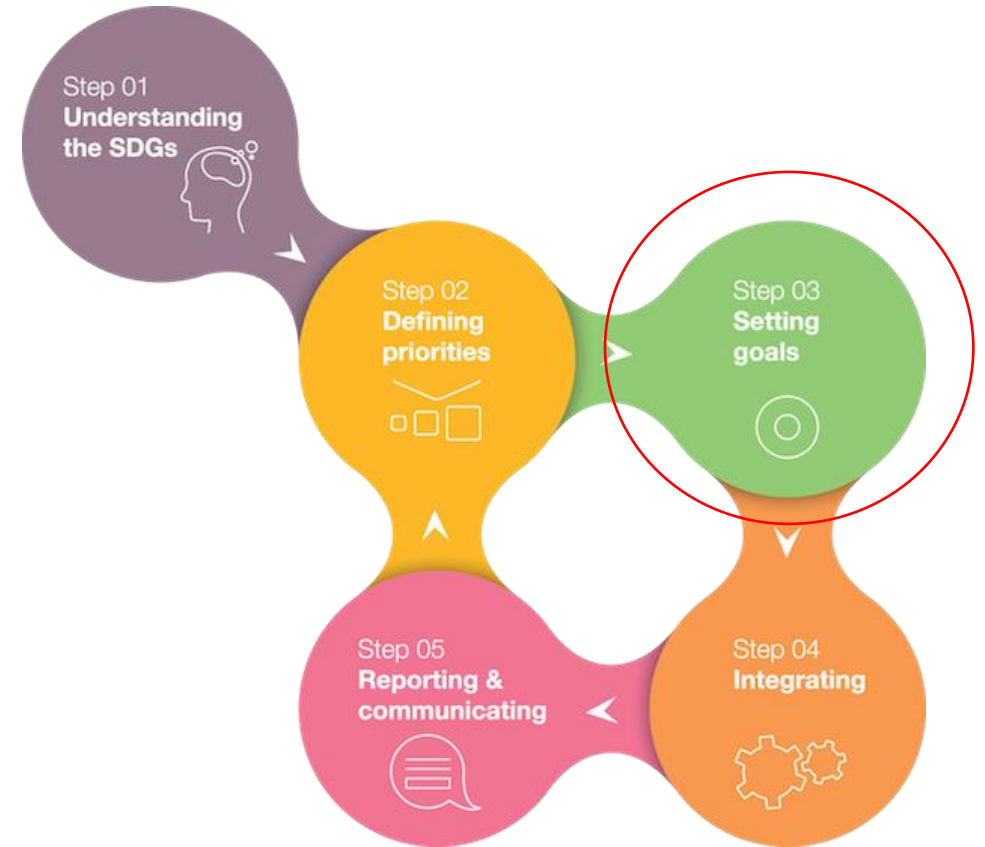 Step 01
Understanding
the SDGs
Step 02
Defining
priorities
Step 03
Setting
goals
Step 04
Integrating
Step 05
Reporting &
communicating